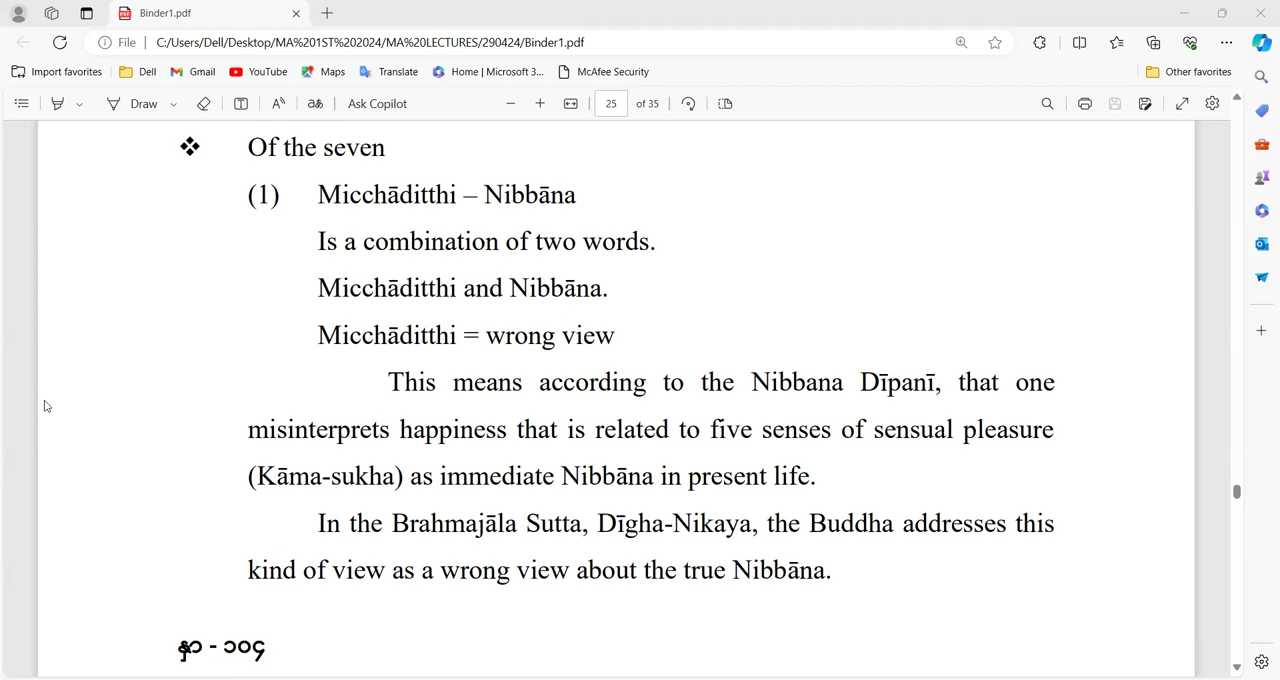 Binder1.pdf
File
C:/Users/Dell/Desktop/MA%201ST%202024/MA%20LECTURES/290424/Binder1.pdf
Import favorites Dell Gmail YouTube Maps Translate Home | Microsoft 3... McAfee Security Other favorites
Draw Ask Copilot 25 of 35
❖ Of the seven
(1) Micchāditthi – Nibbāna
Is a combination of two words.
Micchāditthi and Nibbāna.
Micchāditthi = wrong view
This means according to the Nibbana Dīpanī, that one
misinterprets happiness that is related to five senses of sensual pleasure
(Kāma-sukha) as immediate Nibbāna in present life.
In the Brahmajāla Sutta, Dīgha-Nikaya, the Buddha addresses this
kind of view as a wrong view about the true Nibbāna.
နှာ - ၁၀၄